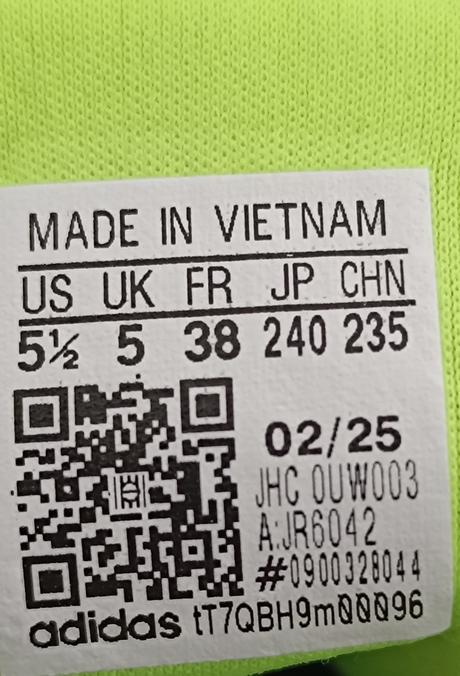 MADE IN VIETNAM
US UK FR JP CHN
5½ 5 38 240 235
02/25
JHC 0UW003
A:JR6042
#0900328044
adidas tT7QBH9m00096